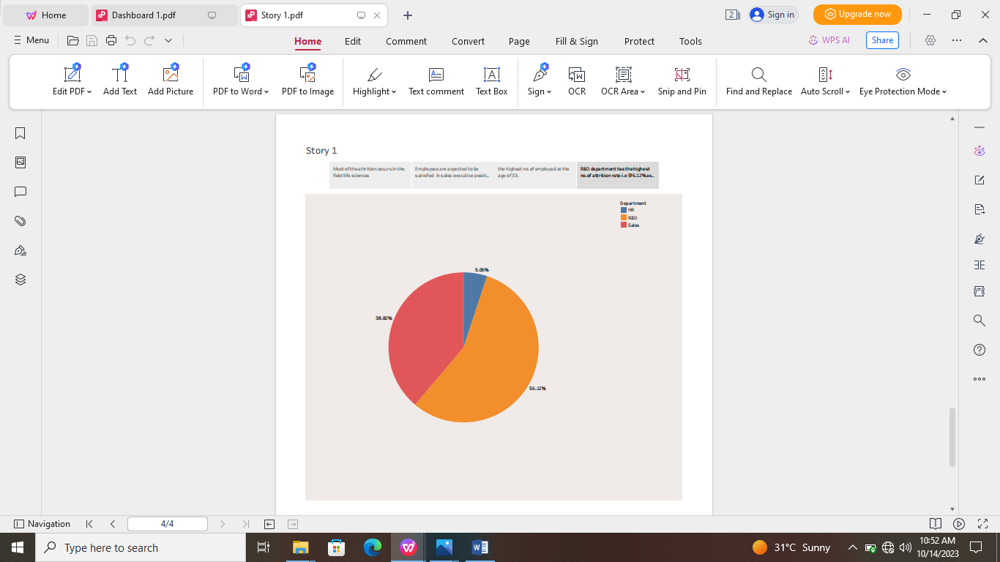 Home
Dashboard 1.pdf
Story 1.pdf
2
Sign in
Upgrade now
Menu
Home
Edit
Comment
Convert
Page
Fill & Sign
Protect
Tools
WPS AI
Share
Edit PDF
Add Text
Add Picture
PDF to Word
PDF to Image
Highlight
Text comment
Text Box
Sign
OCR
OCR Area
Snip and Pin
Find and Replace
Auto Scroll
Eye Protection Mode
Story 1
Most of the attrition occurs in the
field life sciences
Employees are expected to be
satisfied in sales executive positi..
the highest no.of employed at the
age of 33.
R&D department has the highest
no.of attrition rate i.e 5f6.12% as...
Department
HR
R&D
Sales
5.06%
38.82%
56.12%
Navigation
4/4
Type here to search
31°C Sunny
10:52 AM
10/14/2023